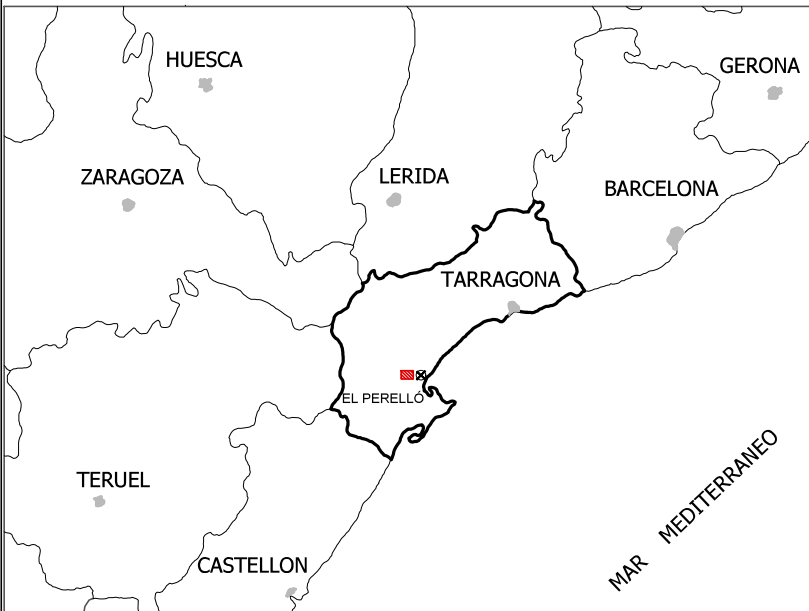 HUESCA
GERONA
ZARAGOZA
LERIDA
BARCELONA
TARRAGONA
EL PERELLÓ
TERUEL
MAR MEDITERRANEO
CASTELLON